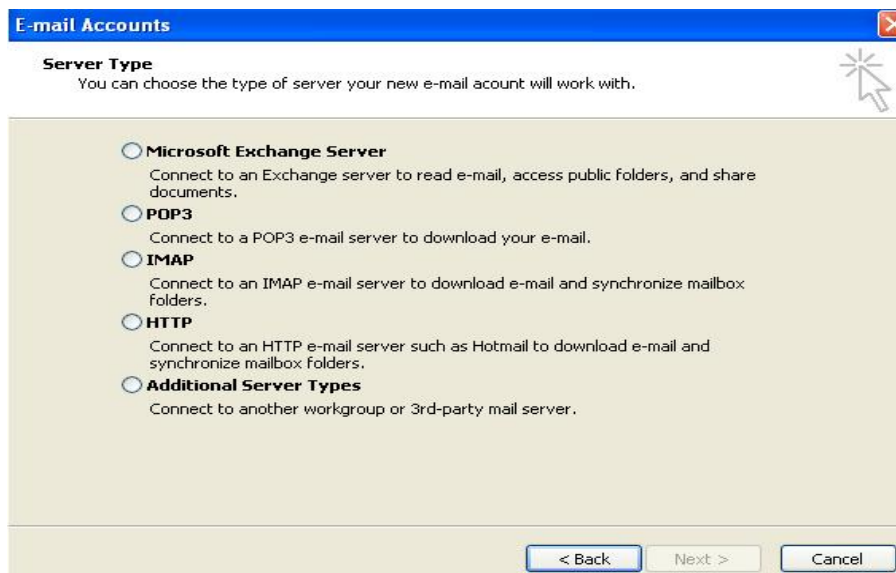 E-mail Accounts
Server Type
You can choose the type of server your new e-mail acount will work with.
Microsoft Exchange Server
Connect to an Exchange server to read e-mail, access public folders, and share
documents.
POP3
Connect to a POP3 e-mail server to download your e-mail.
IMAP
Connect to an IMAP e-mail server to download e-mail and synchronize mailbox
folders.
HTTP
Connect to an HTTP e-mail server such as Hotmail to download e-mail and
synchronize mailbox folders.
Additional Server Types
Connect to another workgroup or 3rd-party mail server.
< Back Next > Cancel